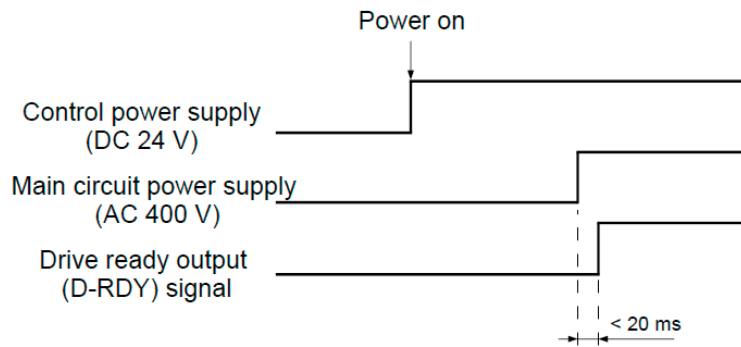 Power on
Control power supply
(DC 24 V)
Main circuit power supply
(AC 400 V)
Drive ready output
(D-RDY) signal
< 20 ms